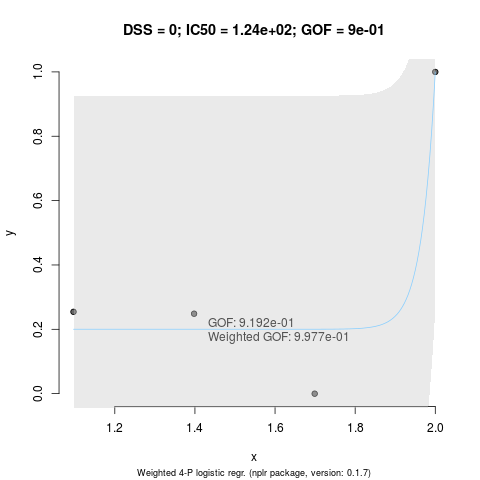 DSS = 0; IC50 = 1.24e+02; GOF = 9e-01
1.0
0.8
0.6
0.4
0.2
0.0
y
GOF: 9.192e-01
Weighted GOF: 9.977e-01
1.2 1.4 1.6 1.8 2.0
x
Weighted 4-P logistic regr. (nplr package, version: 0.1.7)